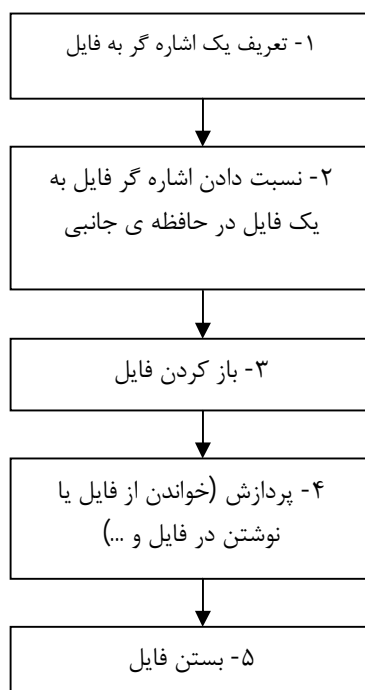 ۱- تعریف یک اشاره گر به فایل
۲- نسبت دادن اشاره گر فایل به
یک فایل در حافظه ی جانبی
۳- باز کردن فایل
۴- پردازش (خواندن از فایل یا
نوشتن در فایل و ...)
۵- بستن فایل